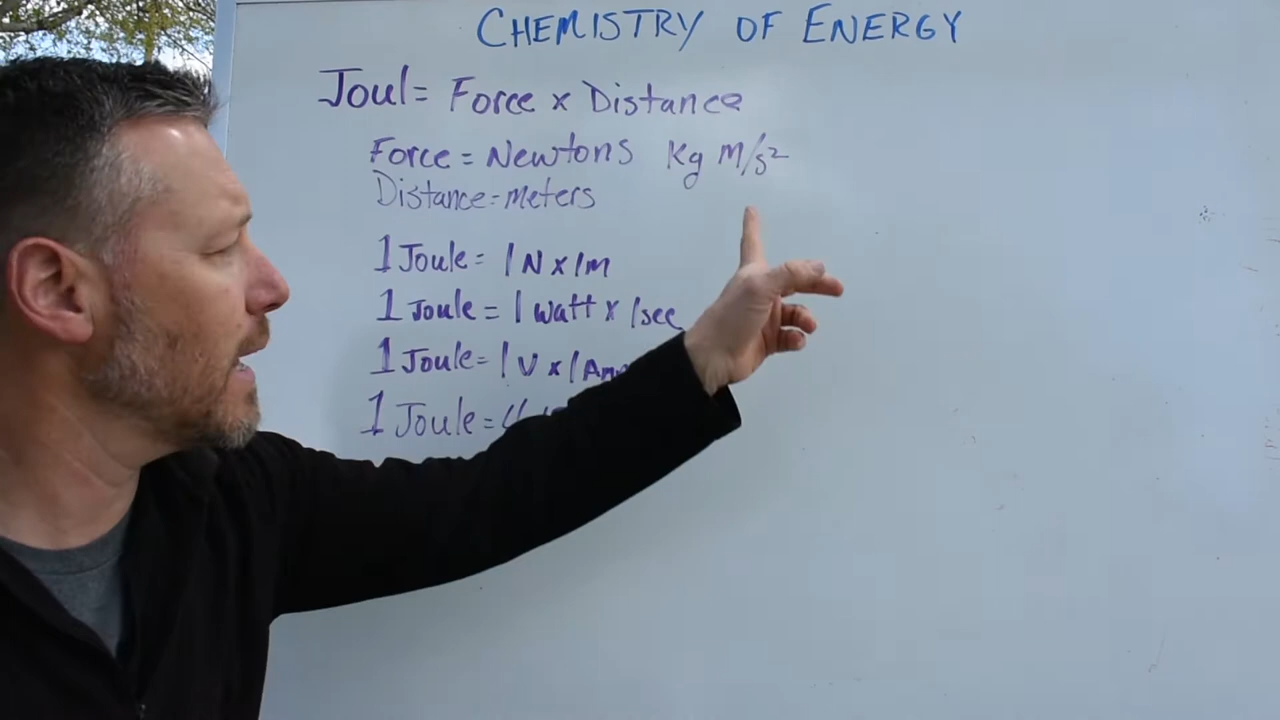 CHEMISTRY OF ENERGY
Joul= Force x Distance
Force = Newtons Kg M/s²
Distance=meters
1 Joule = 1 N x 1m
1 Joule = 1 watt x 1sec
1 Joule= 1 V x 1
1 Joule =